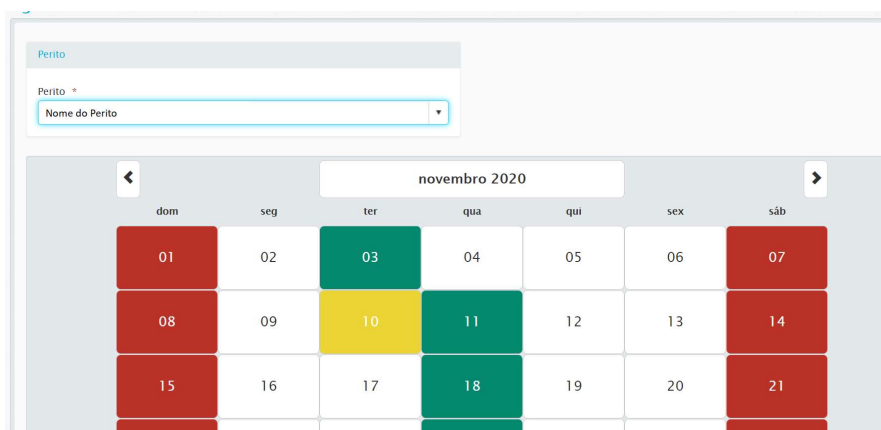 Perito
Perito *
Nome do Perito
novembro 2020
dom seg ter qua qui sex sáb
01 02 03 04 05 06 07
08 09 10 11 12 13 14
15 16 17 18 19 20 21